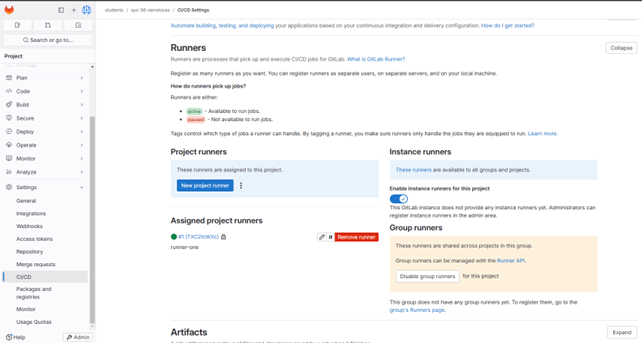 students / sys-06-senotwas / CI/CD Settings
Search or go to...
Automate building, testing, and deploying your applications based on your continuous integration and delivery configuration. How do I get started?
Project
Plan
Code
Build
Secure
Deploy
Operate
Monitor
Analyze
Settings
General
Integrations
Webhooks
Access tokens
Repository
Merge requests
CI/CD
Packages and
registries
Monitor
Usage Quotas
Help
Admin
Runners
Collapse
Runners are processes that pick up and execute CI/CD jobs for GitLab. What is GitLab Runner?
Register as many runners as you want. You can register runners as separate users, on separate servers, and on your local machine.
How do runners pick up jobs?
Runners are either:
active - Available to run jobs.
paused - Not available to run jobs.
Tags control which type of jobs a runner can handle. By tagging a runner, you make sure runners only handle the jobs they are equipped to run. Learn more.
Project runners
These runners are assigned to this project.
New project runner
Assigned project runners
Remove runner
runner-one
Instance runners
These runners are available to all groups and projects.
Enable instance runners for this project
This GitLab instance does not provide any instance runners yet. Administrators can
register instance runners in the admin area.
Group runners
These runners are shared across projects in this group.
Group runners can be managed with the Runner API.
Disable group runners for this project
This group does not have any group runners yet. To register them, go to the
group's Runners page.
Artifacts
Expand